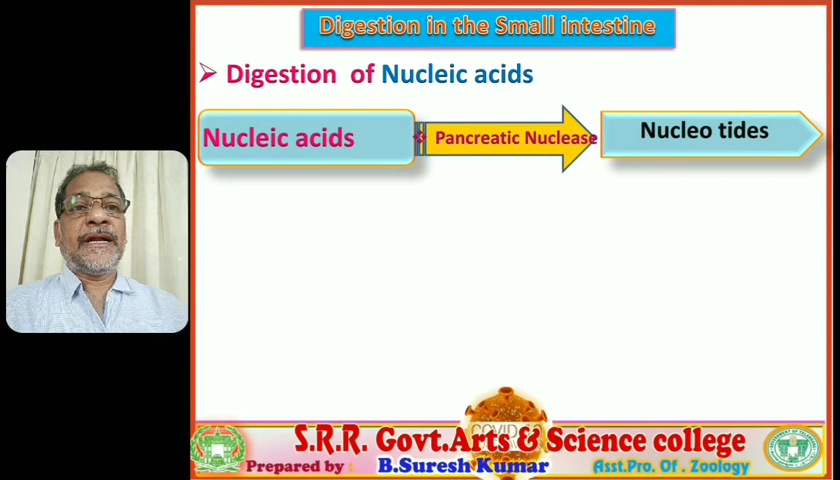 Digestion in the Small intestine
➢ Digestion of Nucleic acids
Nucleic acids
❖ Pancreatic Nuclease
Nucleo tides
COVID
S.R.R. Govt.Arts & Science college
Prepared by : B.Suresh Kumar Asst.Pro. Of . Zoology